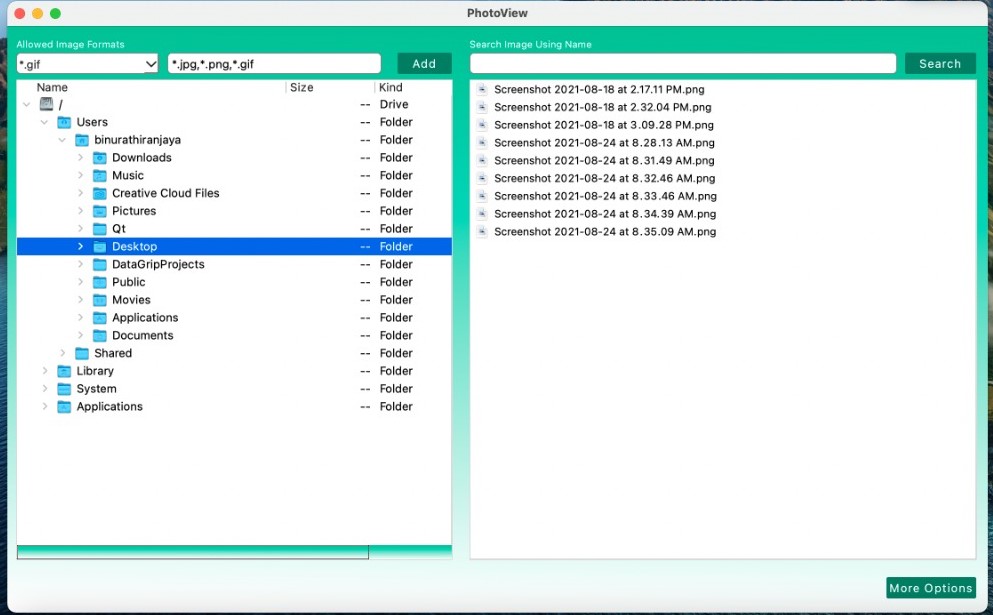 PhotoView
Allowed Image Formats
*.gif
*.jpg,*.png,*.gif
Add
Search Image Using Name
Search
Name Size Kind
/ -- Drive
Users -- Folder
binurathiranjaya -- Folder
Downloads -- Folder
Music -- Folder
Creative Cloud Files -- Folder
Pictures -- Folder
Qt -- Folder
Desktop -- Folder
DataGripProjects -- Folder
Public -- Folder
Movies -- Folder
Applications -- Folder
Documents -- Folder
Shared -- Folder
Library -- Folder
System -- Folder
Applications -- Folder
Screenshot 2021-08-18 at 2.17.11 PM.png
Screenshot 2021-08-18 at 2.32.04 PM.png
Screenshot 2021-08-18 at 3.09.28 PM.png
Screenshot 2021-08-24 at 8.28.13 AM.png
Screenshot 2021-08-24 at 8.31.49 AM.png
Screenshot 2021-08-24 at 8.32.46 AM.png
Screenshot 2021-08-24 at 8.33.46 AM.png
Screenshot 2021-08-24 at 8.34.39 AM.png
Screenshot 2021-08-24 at 8.35.09 AM.png
More Options